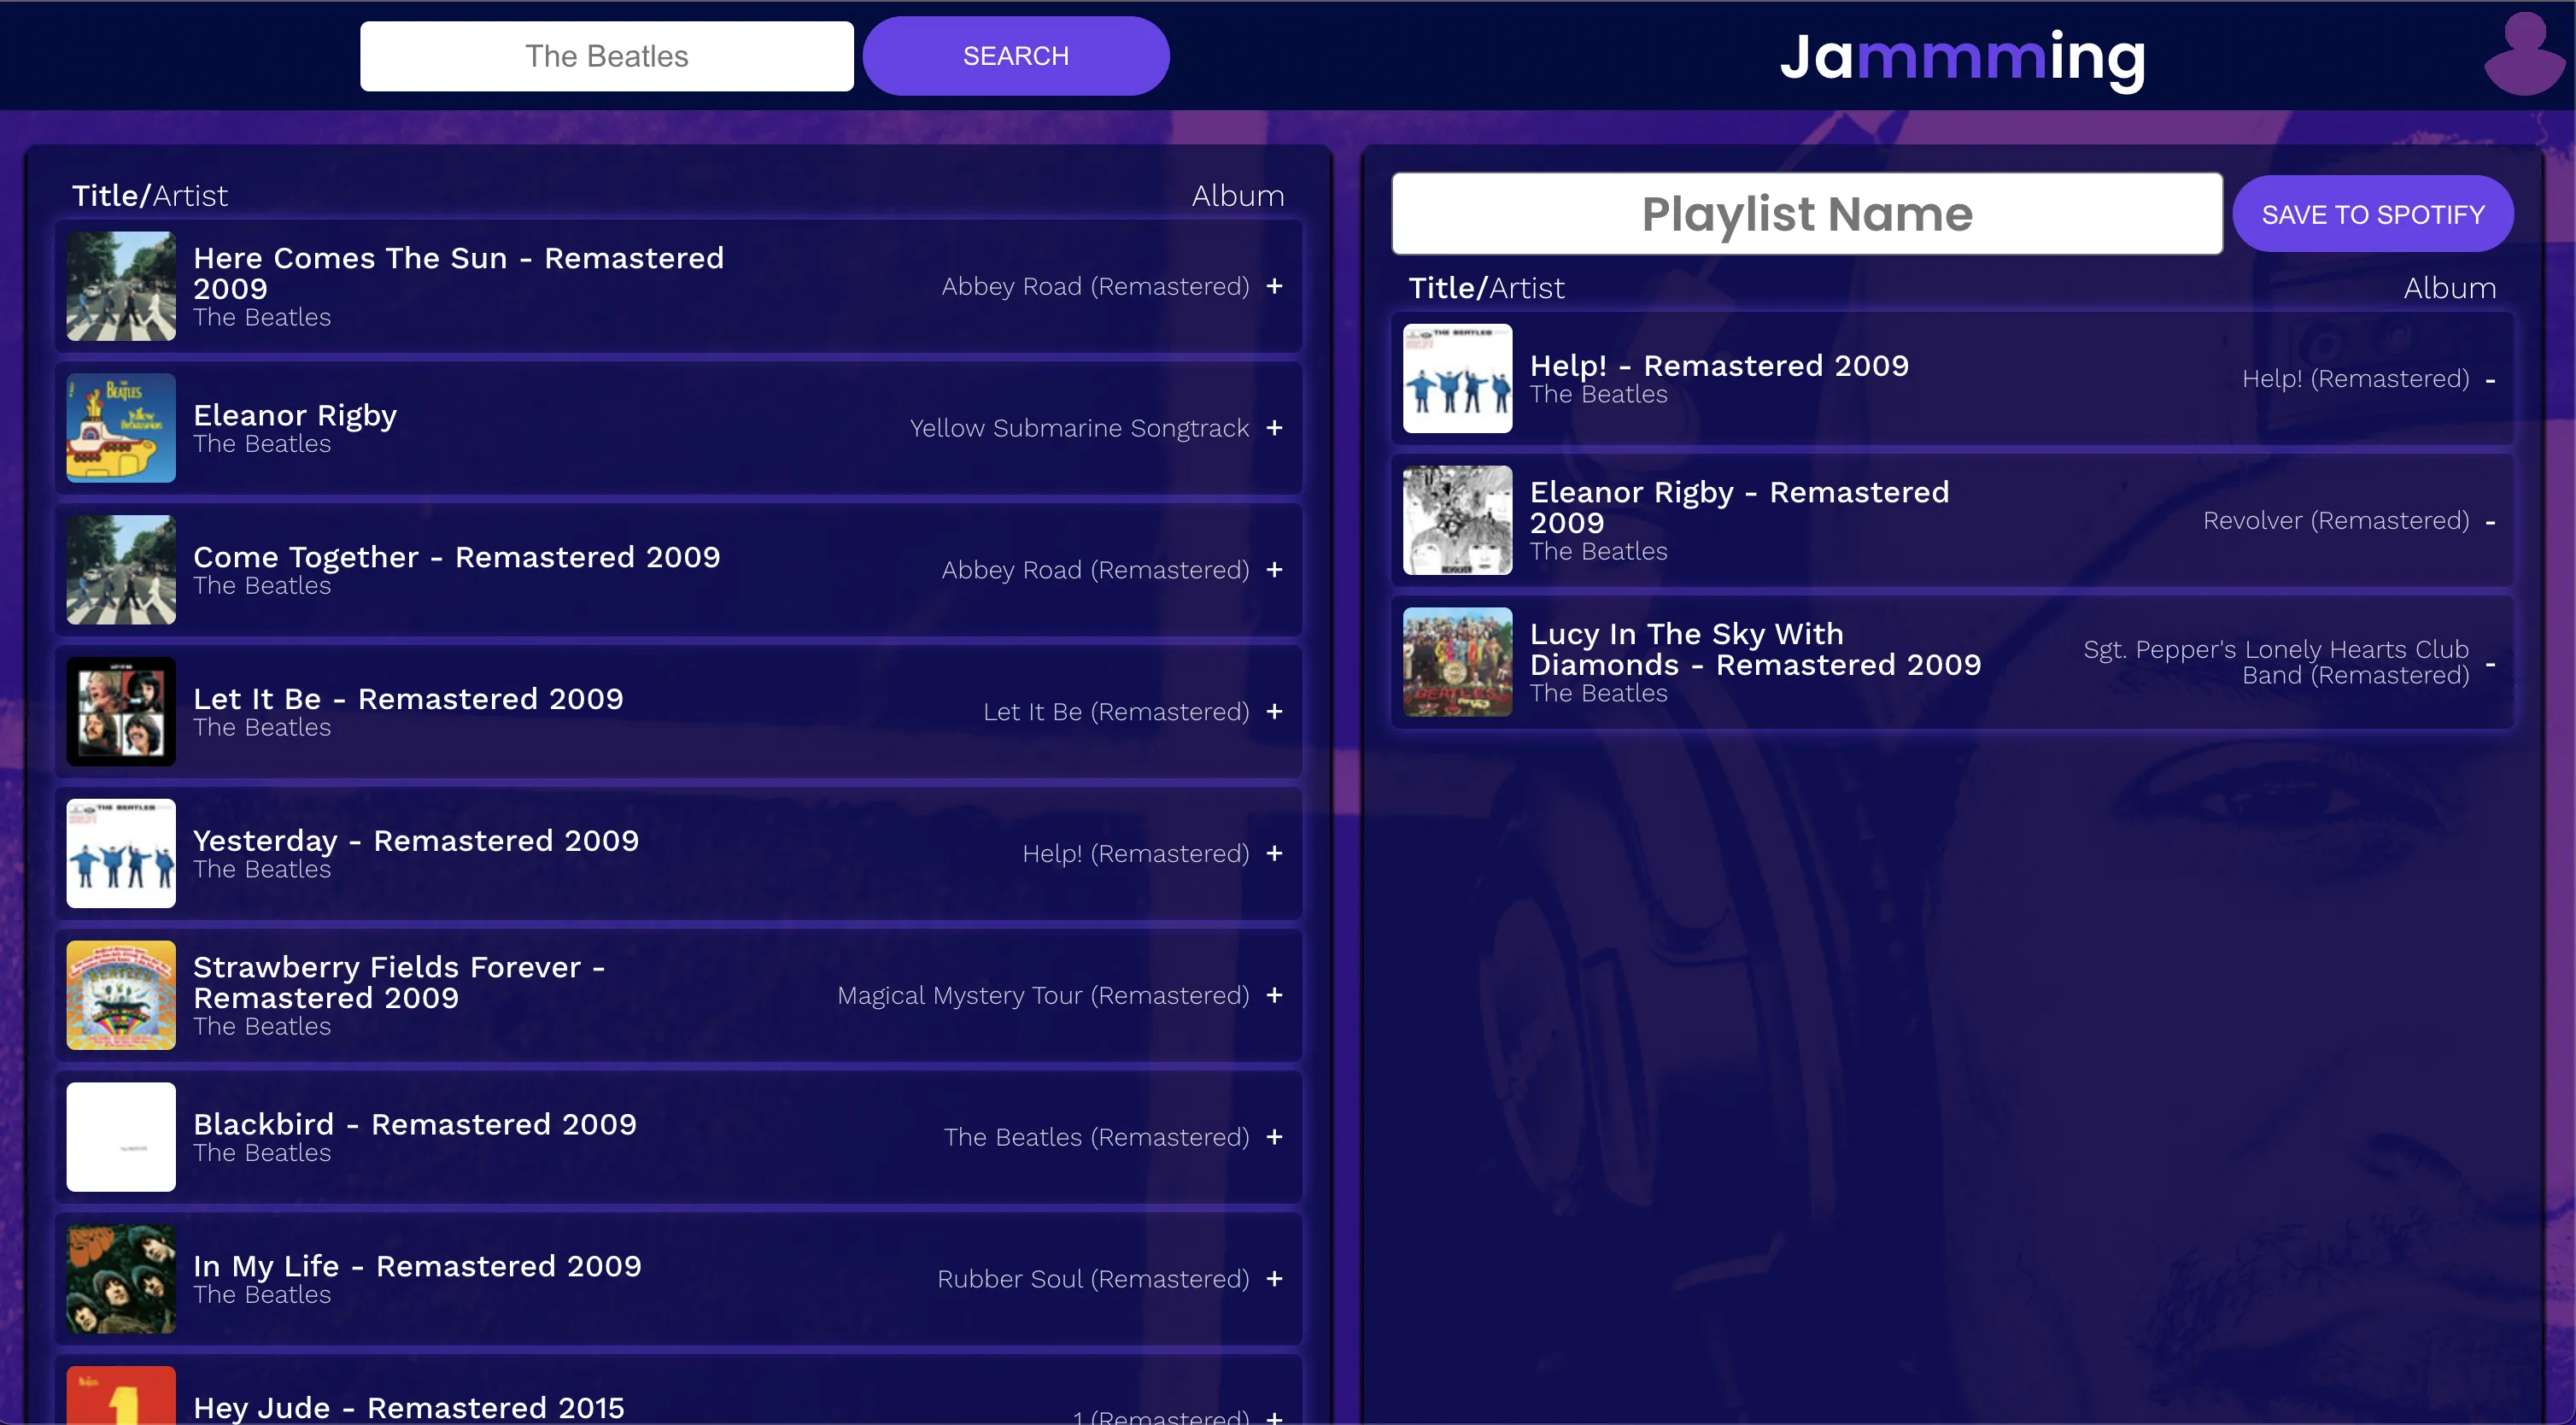 The Beatles
SEARCH
Jammming
Title/Artist
Album
Here Comes The Sun - Remastered
2009
The Beatles
Abbey Road (Remastered) +
Eleanor Rigby
The Beatles
Yellow Submarine Songtrack +
Come Together - Remastered 2009
The Beatles
Abbey Road (Remastered) +
Let It Be - Remastered 2009
The Beatles
Let It Be (Remastered) +
Yesterday - Remastered 2009
The Beatles
Help! (Remastered) +
Strawberry Fields Forever -
Remastered 2009
The Beatles
Magical Mystery Tour (Remastered) +
Blackbird - Remastered 2009
The Beatles
The Beatles (Remastered) +
In My Life - Remastered 2009
The Beatles
Rubber Soul (Remastered) +
Hey Jude - Remastered 2015
1 (Remastered) +
Playlist Name
SAVE TO SPOTIFY
Title/Artist
Album
THE BEATLES
Help! - Remastered 2009
The Beatles
Help! (Remastered) -
REVOLVER
Eleanor Rigby - Remastered
2009
The Beatles
Revolver (Remastered) -
BEATLES
Lucy In The Sky With
Diamonds - Remastered 2009
The Beatles
Sgt. Pepper's Lonely Hearts Club
Band (Remastered) -